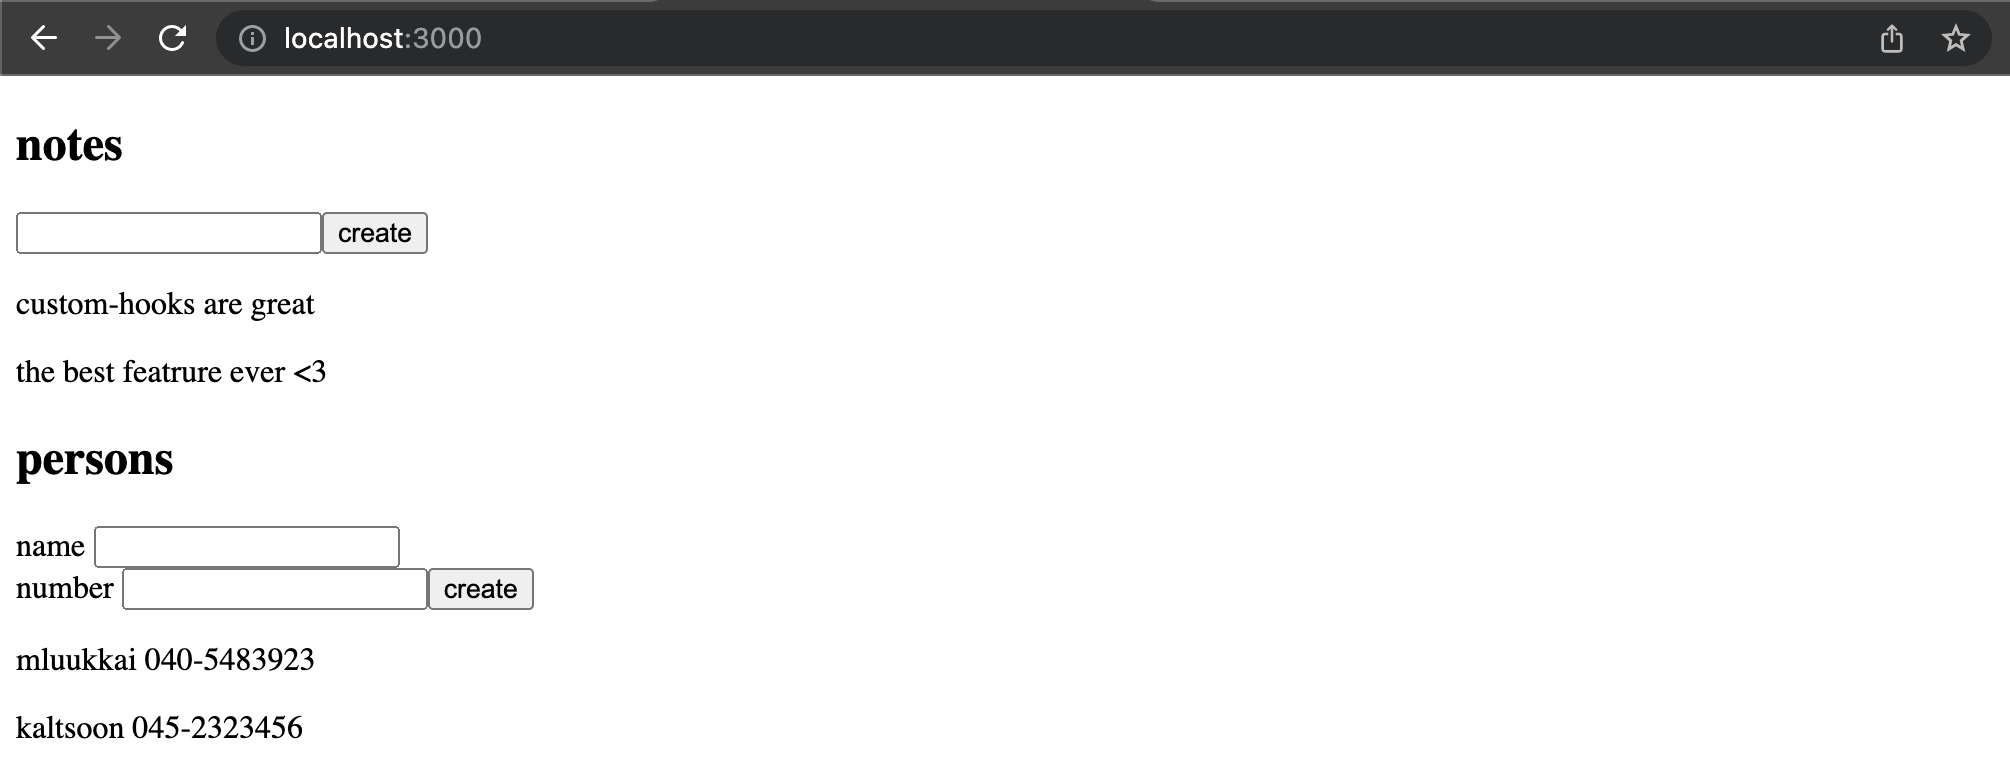 localhost:3000
notes
create
custom-hooks are great
the best featrure ever <3
persons
name
number create
mluukkai 040-5483923
kaltsoon 045-2323456